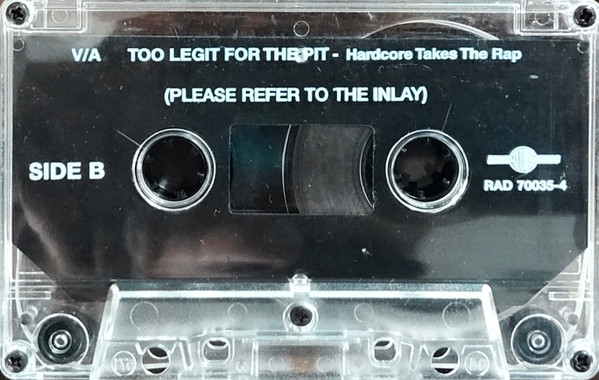 V/A TOO LEGIT FOR THE PIT - Hardcore Takes The Rap
(PLEASE REFER TO THE INLAY)
SIDE B
RAD 70035-4